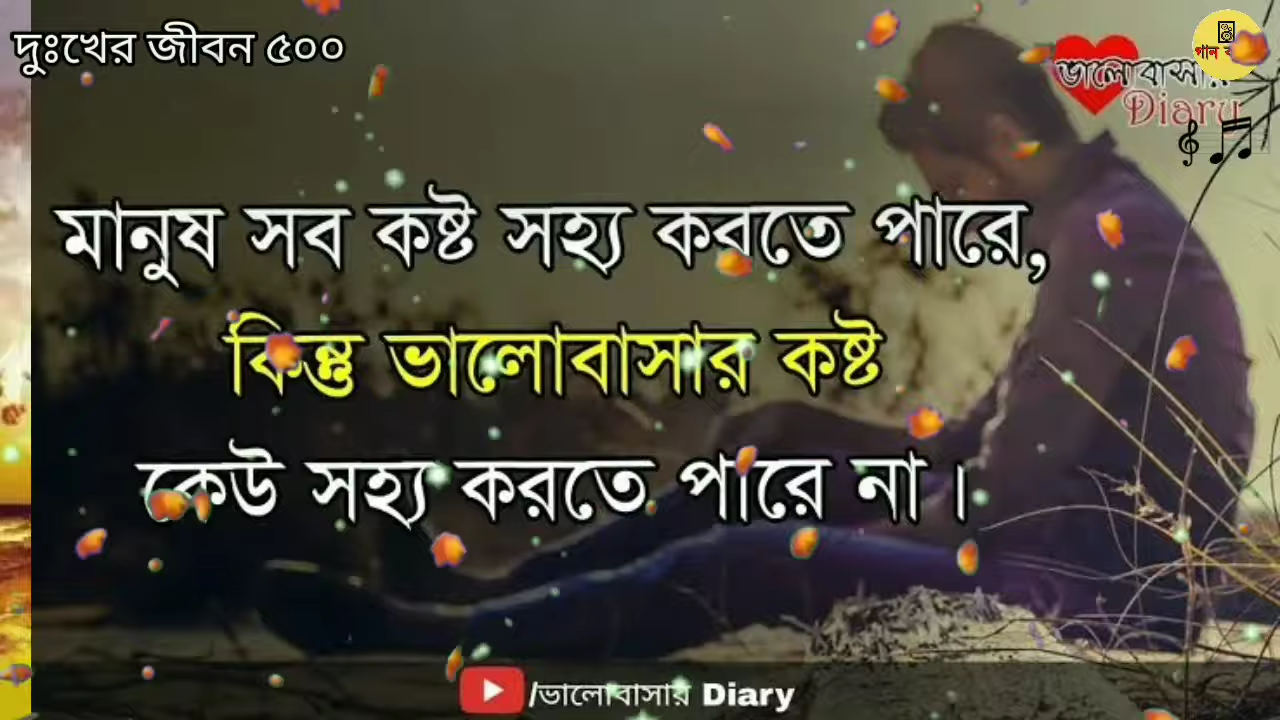 দুঃখের জীবন ৫০০
ভালোবাসার
Diary
মানুষ সব কষ্ট সহ্য করতে পারে,
কিন্তু ভালোবাসার কষ্ট
কেউ সহ্য করতে পারে না।
/ভালোবাসার Diary